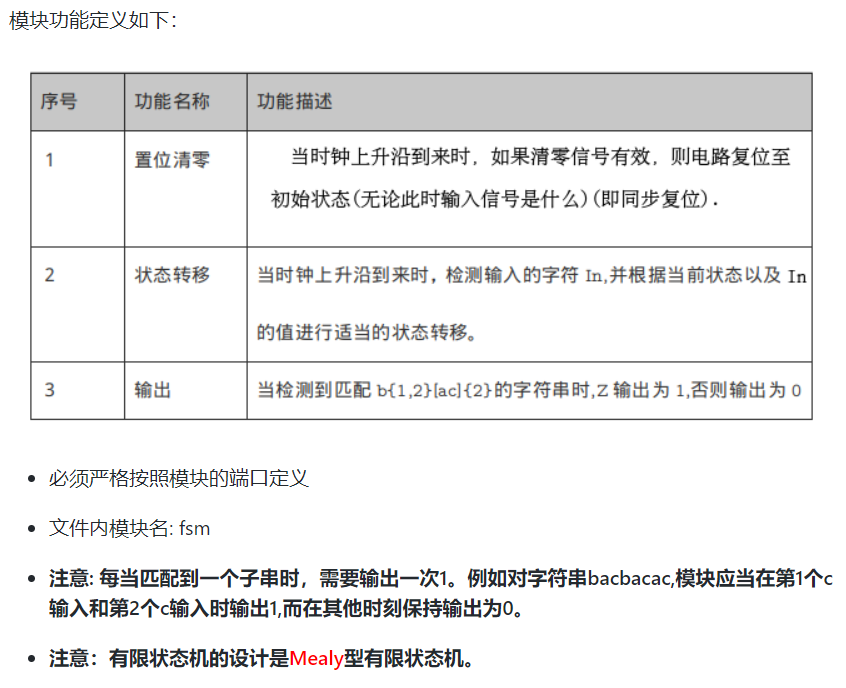 模块功能定义如下:
序号 功能名称 功能描述
1 置位清零 当时钟上升沿到来时，如果清零信号有效，则电路复位至
初始状态(无论此时输入信号是什么)(即同步复位).
2 状态转移 当时钟上升沿到来时，检测输入的字符 In,并根据当前状态以及 In
的值进行适当的状态转移。
3 输出 当检测到匹配 b{1,2}[ac]{2}的字符串时,Z 输出为 1,否则输出为 0
必须严格按照模块的端口定义
文件内模块名: fsm
注意: 每当匹配到一个子串时，需要输出一次1。例如对字符串bacbacac,模块应当在第1个c
输入和第2个c输入时输出1,而在其他时刻保持输出为0。
注意：有限状态机的设计是Mealy型有限状态机。